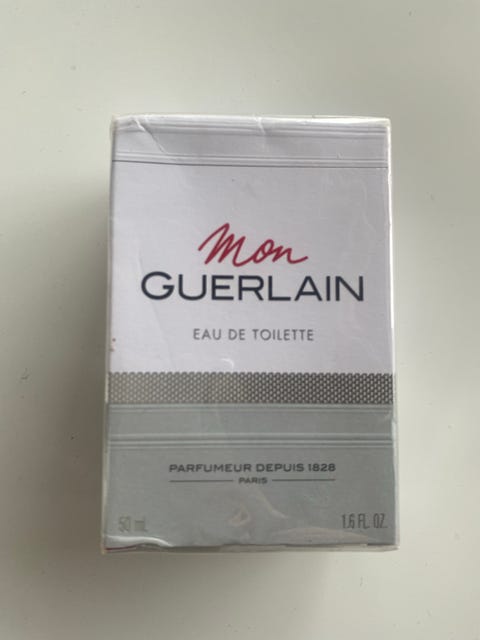 Mon
GUERLAIN
EAU DE TOILETTE
PARFUMEUR DEPUIS 1828
PARIS
50 mL 1.6 FL. OZ.